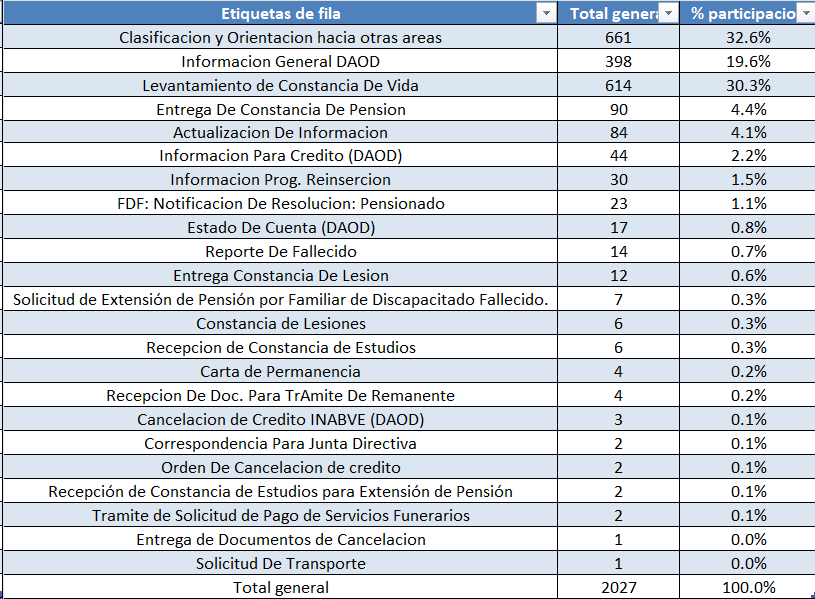 Etiquetas de fila Total genera % participacio
Clasificacion y Orientacion hacia otras areas 661 32.6%
Informacion General DAOD 398 19.6%
Levantamiento de Constancia De Vida 614 30.3%
Entrega De Constancia De Pension 90 4.4%
Actualizacion De Informacion 84 4.1%
Informacion Para Credito (DAOD) 44 2.2%
Informacion Prog. Reinsercion 30 1.5%
FDF: Notificacion De Resolucion: Pensionado 23 1.1%
Estado De Cuenta (DAOD) 17 0.8%
Reporte De Fallecido 14 0.7%
Entrega Constancia De Lesion 12 0.6%
Solicitud de Extensión de Pensión por Familiar de Discapacitado Fallecido. 7 0.3%
Constancia de Lesiones 6 0.3%
Recepcion de Constancia de Estudios 6 0.3%
Carta de Permanencia 4 0.2%
Recepcion De Doc. Para TrAmite De Remanente 4 0.2%
Cancelacion de Credito INABVE (DAOD) 3 0.1%
Correspondencia Para Junta Directiva 2 0.1%
Orden De Cancelacion de credito 2 0.1%
Recepción de Constancia de Estudios para Extensión de Pensión 2 0.1%
Tramite de Solicitud de Pago de Servicios Funerarios 2 0.1%
Entrega de Documentos de Cancelacion 1 0.0%
Solicitud De Transporte 1 0.0%
Total general 2027 100.0%